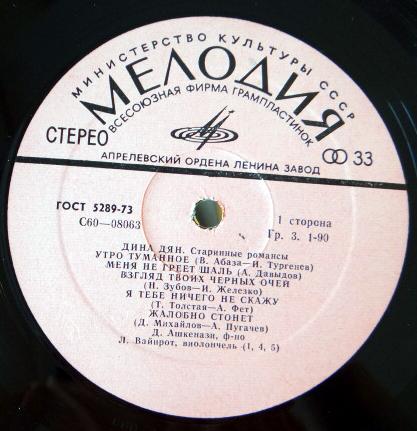 МИНИСТЕРСТВО КУЛЬТУРЫ СССР
МЕЛОДИЯ
ВСЕСОЮЗНАЯ ФИРМА ГРАМПЛАСТИНОК
СТЕРЕО
33
АПРЕЛЕВСКИЙ ОРДЕНА ЛЕНИНА ЗАВОД
ГОСТ 5289-73
С60—08063
1 сторона
Гр. 3. 1-90
ДИНА ДЯН. Старинные романсы
УТРО ТУМАННОЕ (В. Абаза—И. Тургенев)
МЕНЯ НЕ ГРЕЕТ ШАЛЬ (А. Давыдов)
ВЗГЛЯД ТВОИХ ЧЕРНЫХ ОЧЕЙ
(Н. Зубов—И. Железко)
Я ТЕБЕ НИЧЕГО НЕ СКАЖУ
(Т. Толстая—А. Фет)
ЖАЛОБНО СТОНЕТ
(Д. Михайлов—А. Пугачев)
Д. Ашкенази, ф-но
Л. Вайнрот, виолончель (1, 4, 5)